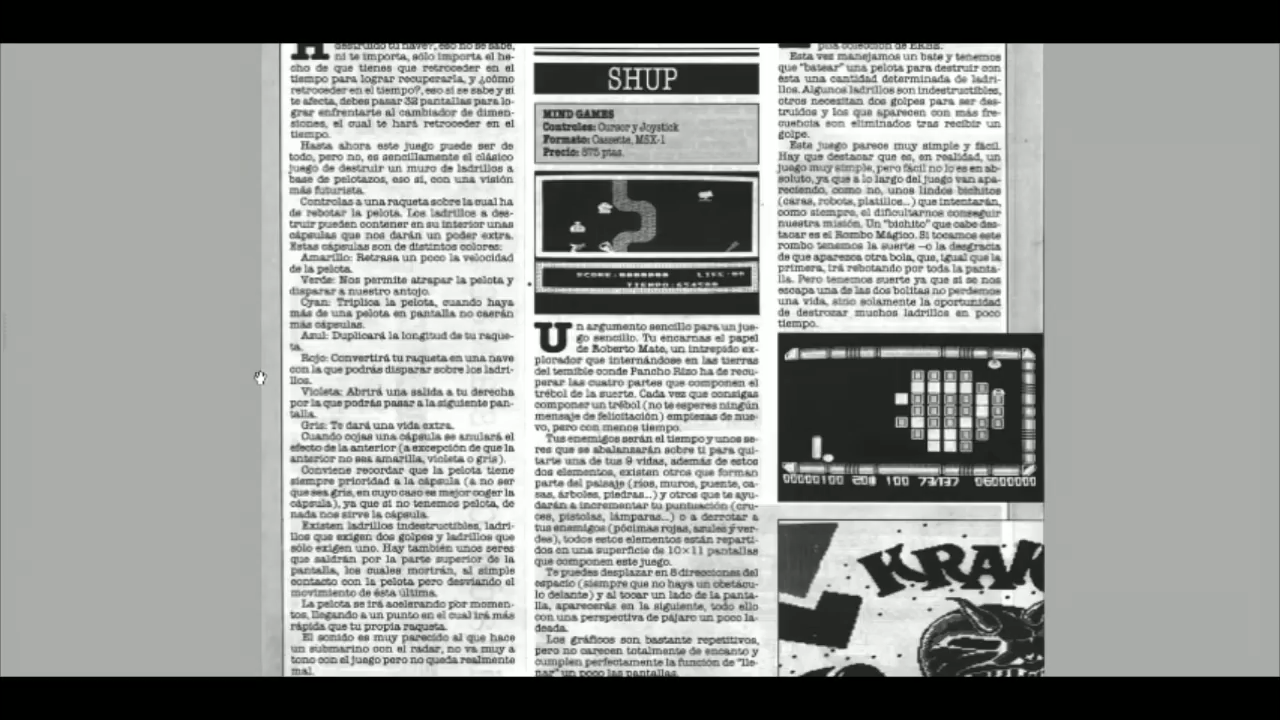 destruido tu nave?, eso no se sabe,
ni te importa, sólo importa el he-
cho de que tienes que retroceder en el
tiempo para lograr recuperarla, y ¿cómo
retroceder en el tiempo?, eso si se sabe y si
te afecta, debes pasar 32 pantallas para lo-
grar enfrentarte al cambiador de dimen-
siones, el cual te hará retroceder en el
tiempo.
Hasta ahora este juego puede ser de
todo, pero no, es sencillamente el clásico
juego de destruir un muro de ladrillos a
base de pelotazos, eso sí, con una visión
más futurista.
Controlas a una raqueta sobre la cual ha
de rebotar la pelota. Los ladrillos a des-
truir pueden contener en su interior unas
cápsulas que nos darán un poder extra.
Estas cápsulas son de distintos colores:
Amarillo: Retrasa un poco la velocidad
de la pelota.
Verde: Nos permite atrapar la pelota y
disparar a nuestro antojo.
Cyan: Triplica la pelota, cuando haya
más de una pelota en pantalla no caerán
más cápsulas.
Azul: Duplicará la longitud de tu raque-
ta.
Rojo: Convertirá tu raqueta en una nave
con la que podrás disparar sobre los ladri-
llos.
Violeta: Abrirá una salida a tu derecha
por la que podrás pasar a la siguiente pan-
talla.
Gris: Te dará una vida extra.
Cuando cojas una cápsula se anulará el
efecto de la anterior (a excepción de que la
anterior no sea amarilla, violeta o gris).
Conviene recordar que la pelota tiene
siempre prioridad a la cápsula (a no ser
que sea gris, en cuyo caso es mejor coger la
cápsula), ya que si no tenemos pelota, de
nada nos sirve la cápsula.
Existen ladrillos indestructibles, ladri-
llos que exigen dos golpes y ladrillos que
sólo exigen uno. Hay también unos seres
que saldrán por la parte superior de la
pantalla, los cuales morirán, al simple
contacto con la pelota pero desviando el
movimiento de ésta última.
La pelota se irá acelerando por momen-
tos, llegando a un punto en el cual irá más
rápida que tu propia raqueta.
El sonido es muy parecido al que hace
un submarino con el radar, no va muy a
tono con el juego pero no queda realmente
mal.
SHUP
MIND GAMES
Controles: Cursor y Joystick
Formato: Cassette, MSX-1
Precio: 875 ptas.
SCORE:0000000 LIFE:00
TIEMPO:
Un argumento sencillo para un jue-
go sencillo. Tu encarnas el papel
de Roberto Mate, un intrépido ex-
plorador que internándose en las tierras
del temible conde Pancho Rizo ha de recu-
perar las cuatro partes que componen el
trébol de la suerte. Cada vez que consigas
componer un trébol (no te esperes ningún
mensaje de felicitación) empiezas de nue-
vo, pero con menos tiempo.
Tus enemigos serán el tiempo y unos se-
res que se abalanzarán sobre ti para qui-
tarte una de tus 9 vidas, además de estos
dos elementos, existen otros que forman
parte del paisaje (ríos, muros, puente, ca-
sas, árboles, piedras...) y otros que te ayu-
darán a incrementar tu puntuación (cru-
ces, pistolas, lámparas...) o a derrotar a
tus enemigos (pócimas rojas, azules y ver-
des), todos estos elementos están reparti-
dos en una superficie de 10×11 pantallas
que componen este juego.
Te puedes desplazar en 8 direcciones del
espacio (siempre que no haya un obstácu-
lo delante) y al tocar un lado de la panta-
lla, aparecerás en la siguiente, todo ello
con una perspectiva de pájaro un poco la-
deada.
Los gráficos son bastante repetitivos,
pero no carecen totalmente de encanto y
cumplen perfectamente la función de "lle-
nar" un poco las pantallas.
plia colección de ERBE.
Esta vez manejamos un bate y tenemos
que "batear" una pelota para destruir con
ésta una cantidad determinada de ladri-
llos. Algunos ladrillos son indestructibles,
otros necesitan dos golpes para ser des-
truidos y los que aparecen con más fre-
cuencia son eliminados tras recibir un
golpe.
Este juego parece muy simple y fácil.
Hay que destacar que es, en realidad, un
juego muy simple, pero fácil no lo es en ab-
soluto, ya que a lo largo del juego van apa-
reciendo, como no, unos lindos bichitos
(caras, robots, platillos...) que intentarán,
como siempre, el dificultarnos conseguir
nuestra misión. Un "bichito" que cabe des-
tacar es el Rombo Mágico. Si tocamos este
rombo tenemos la suerte —o la desgracia
de que aparezca otra bola, que, igual que la
primera, irá rebotando por toda la panta-
lla. Pero tenemos suerte ya que si se nos
escapa una de las dos bolitas no perdemos
una vida, sino solamente la oportunidad
de destrozar muchos ladrillos en poco
tiempo.
00000100 100 73/137 06000000
KRAK